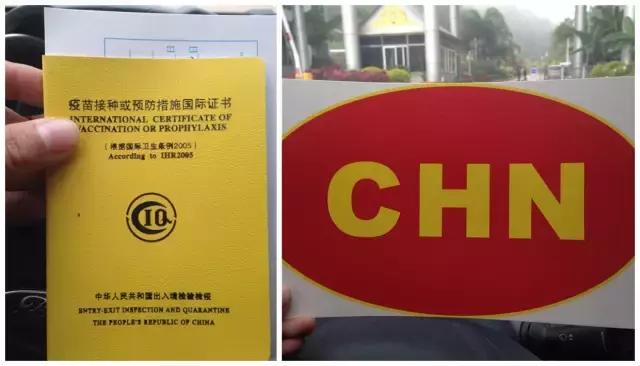 疫苗接种或预防措施国际证书
INTERNATIONAL CERTIFICATE OF
VACCINATION OR PROPHYLAXIS
(根据国际卫生条例2005)
According to IHR2005
CIQ
中华人民共和国出入境检验检疫
ENTRY-EXIT INSPECTION AND QUARANTINE
THE PEOPLE'S REPUBLIC OF CHINA
CHN